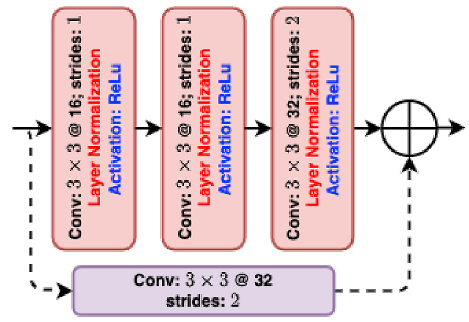 Conv: 3 × 3 @ 16; strides: 1
Layer Normalization
Activation: ReLu
Conv: 3 × 3 @ 16; strides: 1
Layer Normalization
Activation: ReLu
Conv: 3 × 3 @ 32; strides: 2
Layer Normalization
Activation: ReLu
Conv: 3 × 3 @ 32
strides: 2